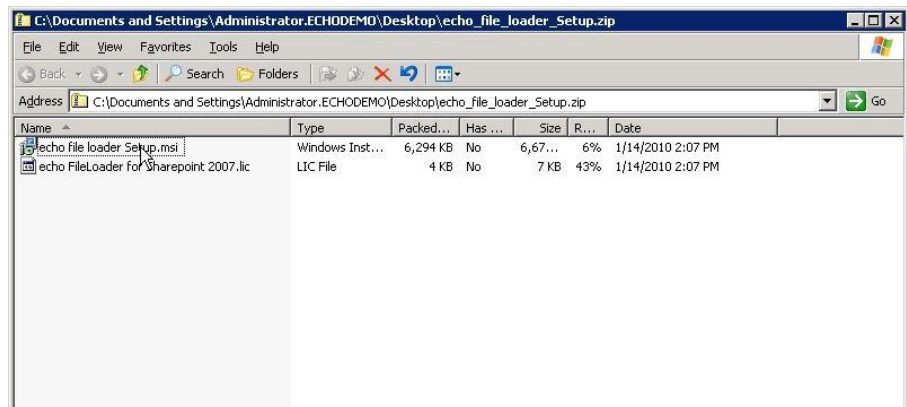 C:\Documents and Settings\Administrator.ECHODEMO\Desktop\echo_file_loader_Setup.zip
File Edit View Favorites Tools Help
Back Search Folders
Address C:\Documents and Settings\Administrator.ECHODEMO\Desktop\echo_file_loader_Setup.zip Go
Name Type Packed... Has ... Size R... Date
echo file loader Setup.msi Windows Inst... 6,294 KB No 6,67... 6% 1/14/2010 2:07 PM
echo FileLoader for Sharepoint 2007.lic LIC File 4 KB No 7 KB 43% 1/14/2010 2:07 PM